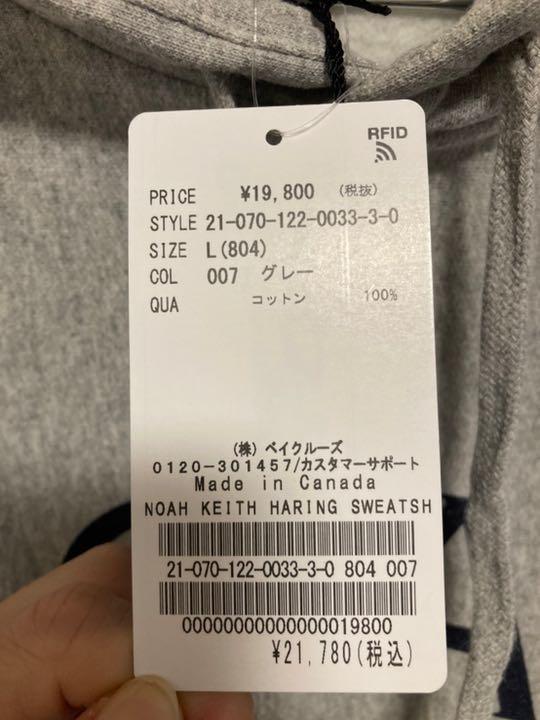 RFID
PRICE ¥19,800 (税抜)
STYLE 21-070-122-0033-3-0
SIZE L(804)
COL 007 グレー
QUA コットン 100%
(株) ベイクルーズ
0120-301457/カスタマーサポート
Made in Canada
NOAH KEITH HARING SWEATSH
21-070-122-0033-3-0 804 007
00000000000000019800
¥21,780(税込)